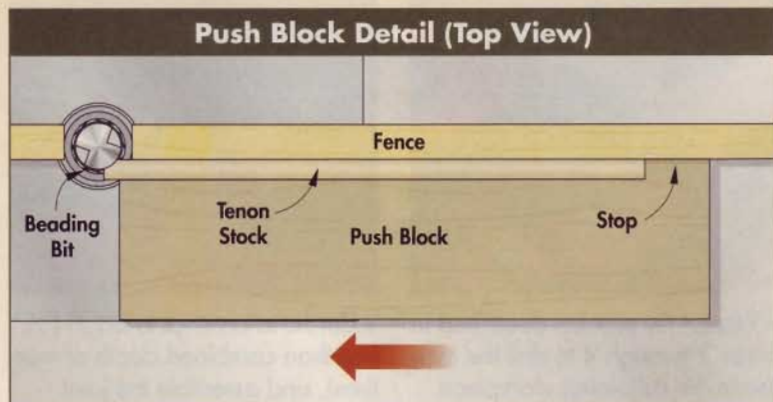 Push Block Detail (Top View)
Fence
Beading
Bit
Tenon
Stock
Push Block
Stop